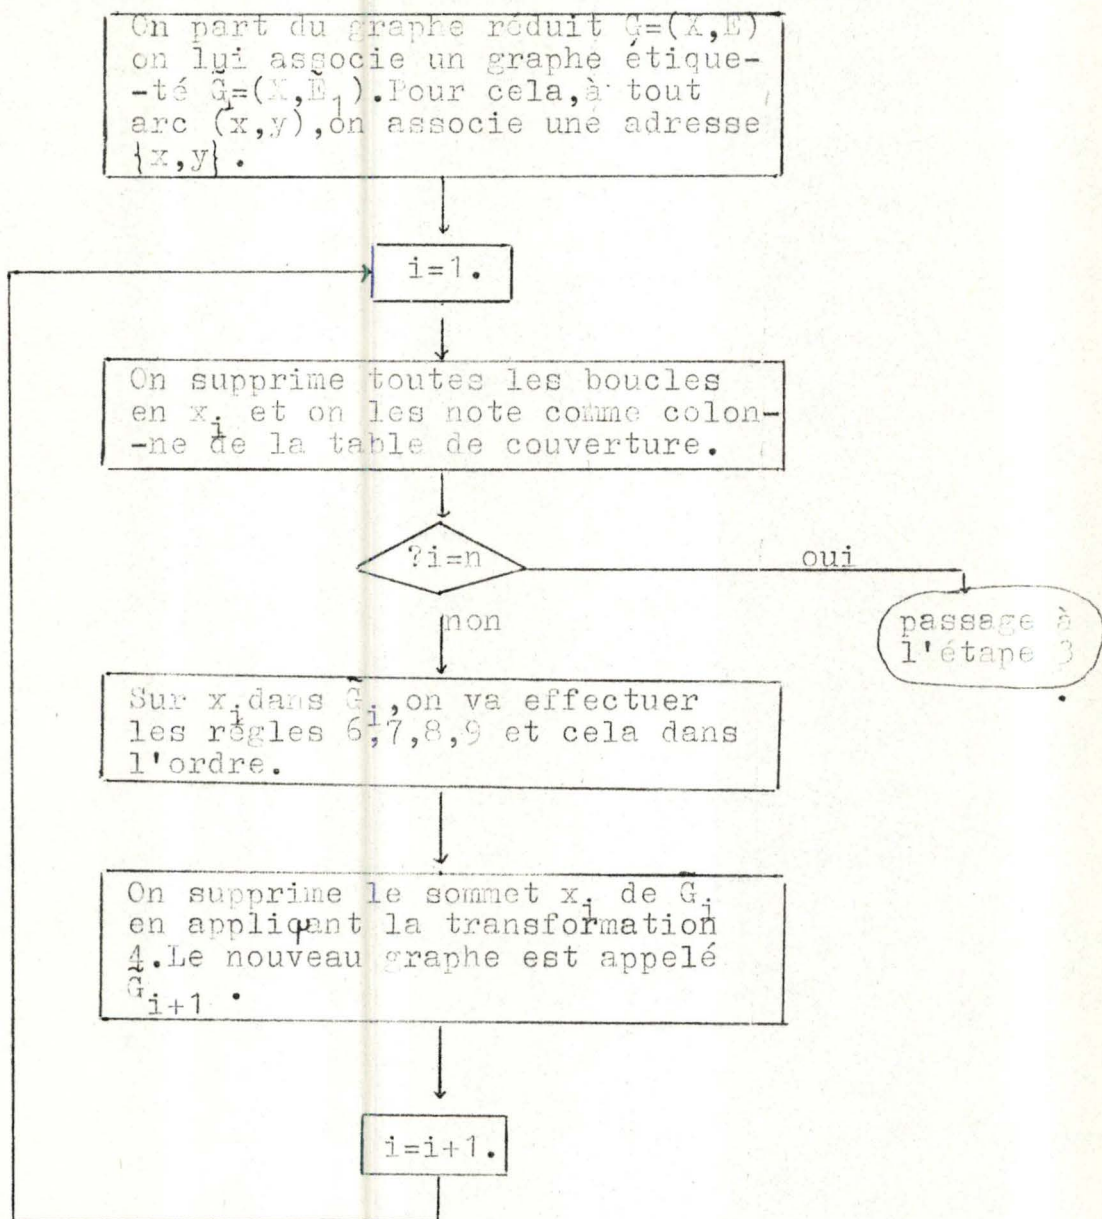 On part du graphe réduit G=(X,E)
on lui associe un graphe étique-
-té G̃₁=(X,Ẽ₁).Pour cela,à tout
arc (x,y),on associe une adresse
{x,y}.
i=1.
On supprime toutes les boucles
en xᵢ et on les note comme colon-
-ne de la table de couverture.
?i=n
oui
non
passage à
l'étape 3
.
Sur xᵢ dans G̃ᵢ,on va effectuer
les règles 6,7,8,9 et cela dans
l'ordre.
On supprime le sommet xᵢ de G̃ᵢ
en appliquant la transformation
4.Le nouveau graphe est appelé
G̃ᵢ₊₁ .
i=i+1.